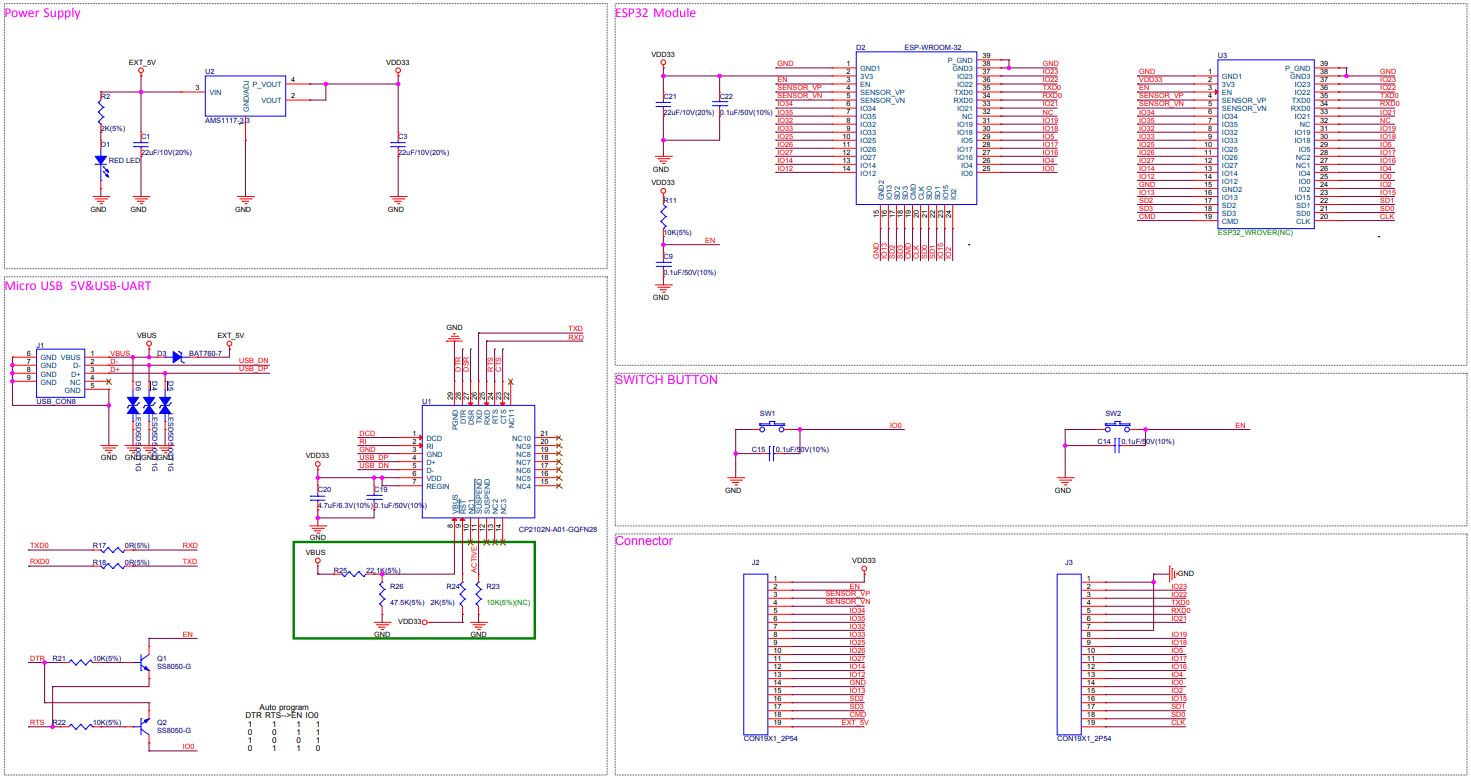 Power Supply
EXT_5V
VDD33
U2
3
VIN
P_VOUT
4
VOUT
2
GND/ADJ
AMS1117-3.3
R2
2K(5%)
D1
RED LED
C1
22uF/10V(20%)
C3
22uF/10V(20%)
GND
GND
GND
GND
ESP32 Module
VDD33
C21
22uF/10V(20%)
C22
0.1uF/50V(10%)
GND
VDD33
R11
10K(5%)
EN
C9
0.1uF/50V(10%)
GND
D2
ESP-WROOM-32
GND 1 GND1
2 3V3
EN 3 EN
SENSOR_VP 4 SENSOR_VP
SENSOR_VN 5 SENSOR_VN
IO34 6 IO34
IO35 7 IO35
IO32 8 IO32
IO33 9 IO33
IO25 10 IO25
IO26 11 IO26
IO27 12 IO27
IO14 13 IO14
IO12 14 IO12
P_GND 39
GND3 38 GND
IO23 37 IO23
IO22 36 IO22
TXD0 35 TXD0
RXD0 34 RXD0
IO21 33 IO21
NC 32 NC
IO19 31 IO19
IO18 30 IO18
IO5 29 IO5
IO17 28 IO17
IO16 27 IO16
IO4 26 IO4
IO0 25 IO0
GND2 IO13 SD2 SD3 CMD CLK SD0 SD1 IO15 IO2
15 16 17 18 19 20 21 22 23 24
GND IO13 SD2 SD3 CMD CLK SD0 SD1 IO15 IO2
U3
GND 1 GND1
VDD33 2 3V3
EN 3 EN
SENSOR_VP 4 SENSOR_VP
SENSOR_VN 5 SENSOR_VN
IO34 6 IO34
IO35 7 IO35
IO32 8 IO32
IO33 9 IO33
IO25 10 IO25
IO26 11 IO26
IO27 12 IO27
IO14 13 IO14
IO12 14 IO12
GND 15 GND2
IO13 16 IO13
SD2 17 SD2
SD3 18 SD3
CMD 19 CMD
P_GND 39
GND3 38 GND
IO23 37 IO23
IO22 36 IO22
TXD0 35 TXD0
RXD0 34 RXD0
IO21 33 IO21
NC 32 NC
IO19 31 IO19
IO18 30 IO18
IO5 29 IO5
NC2 28 IO17
NC1 27 IO16
IO4 26 IO4
IO0 25 IO0
IO2 24 IO2
IO15 23 IO15
SD1 22 SD1
SD0 21 SD0
CLK 20 CLK
ESP32_WROVER(NC)
Micro USB 5V&USB-UART
VBUS
EXT_5V
J1
6 GND
7 GND
8 GND
9 GND
VBUS 1 VBUS
D- 2 D-
D+ 3 D+
NC 4
GND 5
USB_CON8
D3
BAT760-7
USB_DN
USB_DP
D6
D4
D5
GND
GND
GND
GND
GND
TXD
RXD
DTR
DSR
RTS
CTS
29 28 27 26 25 24 23 22
PGND DTR DSR TXD RXD RTS CTS NC11
U1
DCD 1 DCD
RI 2 RI
GND 3 GND
USB_DP 4 D+
USB_DN 5 D-
6 VDD
7 REGIN
NC10 21
NC9 20
NC8 19
NC7 18
NC6 17
NC5 16
NC4 15
VBUS RST NC1 SUSPEND SUSPEND NC2 NC3
8 9 10 11 12 13 14
CP2102N-A01-GQFN28
VDD33
C20
4.7uF/6.3V(10%)
C19
0.1uF/50V(10%)
GND
ACTIVE
VBUS
R25
22.1K(5%)
R26
47.5K(5%)
R24
2K(5%)
R23
10K(5%)(NC)
VDD33
GND
GND
TXD0 R17 0R(5%) RXD
RXD0 R18 0R(5%) TXD
EN
DTR R21 10K(5%)
Q1
SS8050-G
RTS R22 10K(5%)
Q2
SS8050-G
IO0
Auto program
DTR RTS-->EN IO0
1 1 1 1
0 0 1 1
1 0 0 1
0 1 1 0
SWITCH BUTTON
SW1
IO0
C15 0.1uF/50V(10%)
GND
SW2
EN
C14 0.1uF/50V(10%)
GND
Connector
J2
VDD33
1
2 EN
3 SENSOR_VP
4 SENSOR_VN
5 IO34
6 IO35
7 IO32
8 IO33
9 IO25
10 IO26
11 IO27
12 IO14
13 IO12
14 GND
15 IO13
16 SD2
17 SD3
18 CMD
19 EXT_5V
CON19X1_2P54
J3
GND
1
2 IO23
3 IO22
4 TXD0
5 RXD0
6 IO21
7
8 IO19
9 IO18
10 IO5
11 IO17
12 IO16
13 IO4
14 IO0
15 IO2
16 IO15
17 SD1
18 SD0
19 CLK
CON19X1_2P54